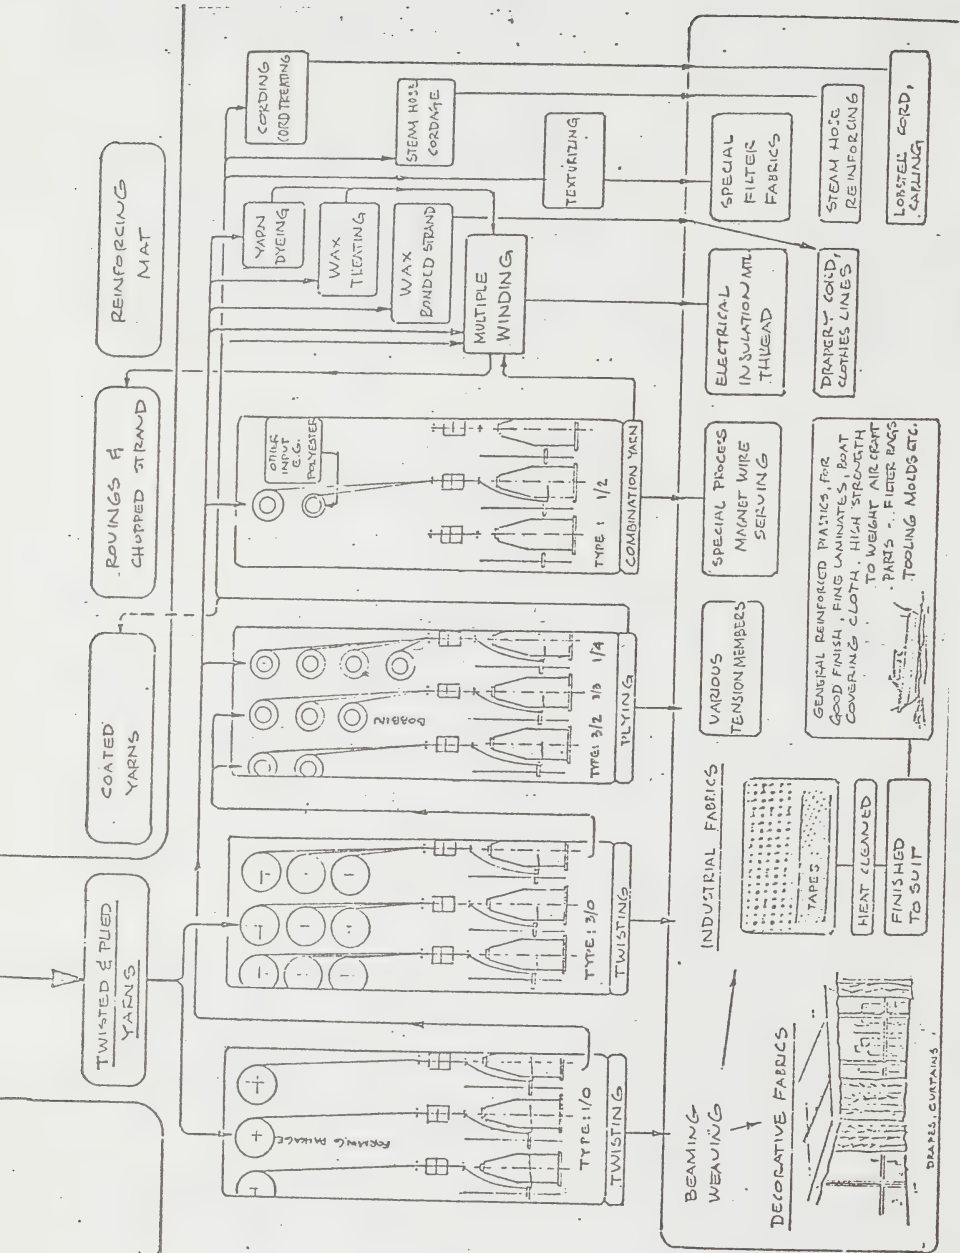 TWISTED & PLIED
YARNS
COATED
YARNS
ROVINGS &
CHOPPED STRAND
REINFORCING
MAT
FORMING PACKAGE
TYPE: 1/0
TWISTING
TYPE: 3/0
TWISTING
BOBBIN
TYPE: 3/2
3/3
1/4
PLYING
OTHER
INPUT
E.G.
POLYESTER
TYPE: 1/2
COMBINATION YARN
CORDING
CORD TREATING
YARN
DYEING
WAX
TREATING
WAX
BONDED STRAND
STEAM HOSE
CORDAGE
MULTIPLE
WINDING
TEXTURIZING
BEAMING
WEAVING
INDUSTRIAL FABRICS
VARIOUS
TENSION MEMBERS
SPECIAL PROCESS
MAGNET WIRE
SERVING
ELECTRICAL
INSULATION MTL.
THREAD
SPECIAL
FILTER
FABRICS
DECORATIVE FABRICS
TAPES
HEAT CLEANED
FINISHED
TO SUIT
GENERAL REINFORCED PLASTICS, FOR
GOOD FINISH, FINE LAMINATES, BOAT
COVERING CLOTH, HIGH STRENGTH
TO WEIGHT AIRCRAFT
PARTS - FILTER BAGS
TOOLING MOLDS ETC.
DRAPERY CORD,
CLOTHES LINES
STEAM HOSE
REINFORCING
LOBSTER CORD,
DRAPES, CURTAINS